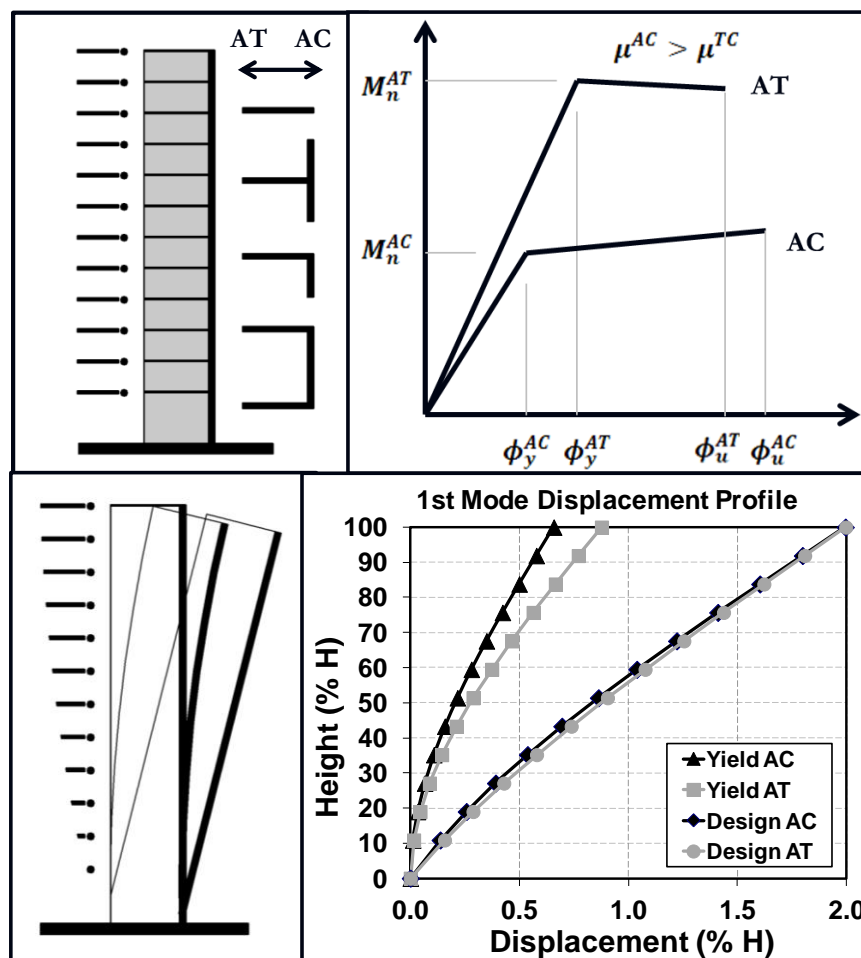 AT AC
μ^{AC} > μ^{TC}
M_n^{AT}
AT
M_n^{AC}
AC
ϕ_y^{AC} ϕ_y^{AT} ϕ_u^{AT} ϕ_u^{AC}
1st Mode Displacement Profile
Height (% H)
100
90
80
70
60
50
40
30
20
10
0
Yield AC
Yield AT
Design AC
Design AT
0.0 0.5 1.0 1.5 2.0
Displacement (% H)